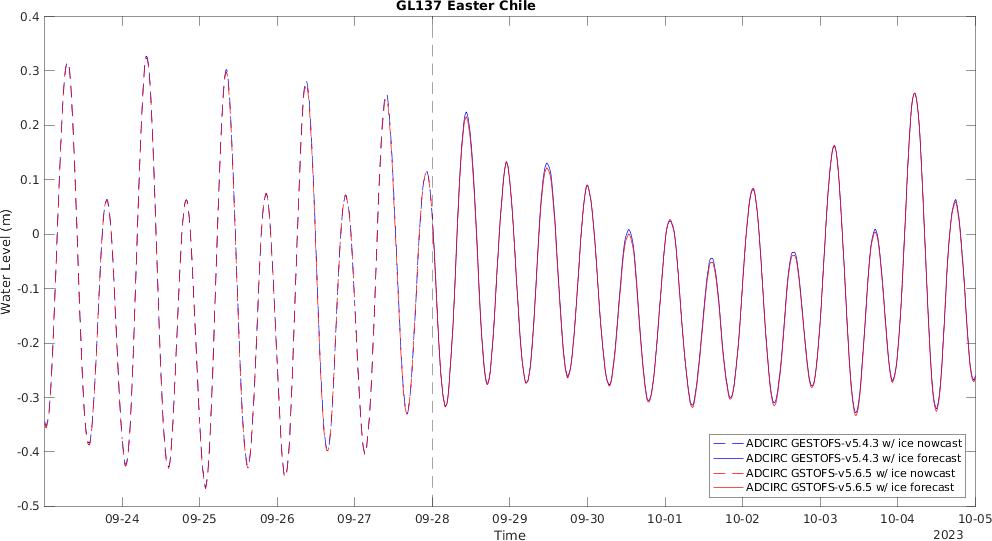 GL137 Easter Chile
0.4
0.3
0.2
0.1
0
-0.1
-0.2
-0.3
-0.4
-0.5
Water Level (m)
09-24 09-25 09-26 09-27 09-28 09-29 09-30 10-01 10-02 10-03 10-04 10-05
Time
2023
ADCIRC GESTOFS-v5.4.3 w/ ice nowcast
ADCIRC GESTOFS-v5.4.3 w/ ice forecast
ADCIRC GSTOFS-v5.6.5 w/ ice nowcast
ADCIRC GSTOFS-v5.6.5 w/ ice forecast